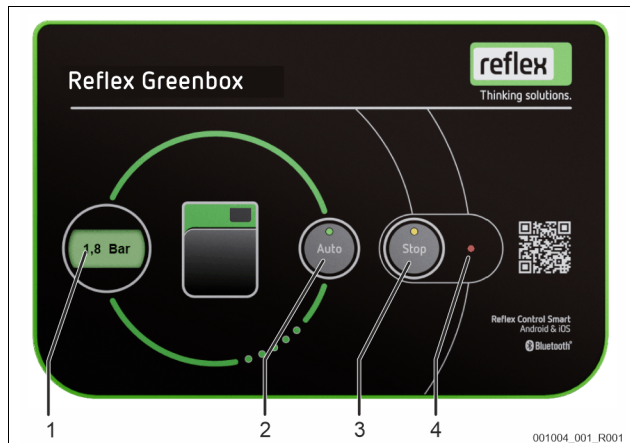 Reflex Greenbox
reflex
Thinking solutions.
1,8 Bar
Auto
Stop
Reflex Control Smart
Android & iOS
Bluetooth®
1
2
3
4
001004_001_R001